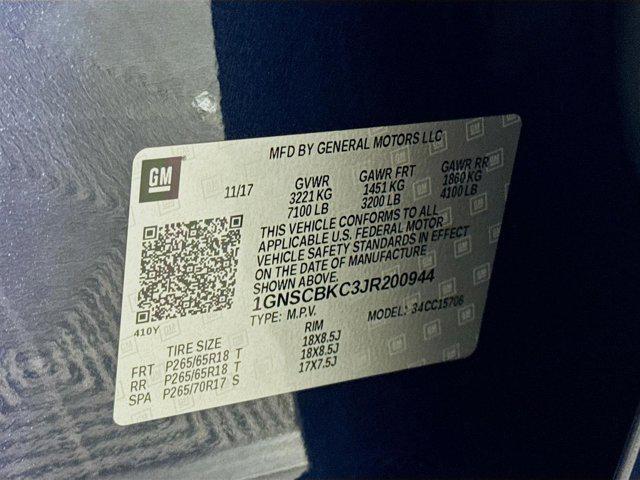 MFD BY GENERAL MOTORS LLC
GM
11/17
GVWR GAWR FRT GAWR RR
3221 KG 1451 KG 1860 KG
7100 LB 3200 LB 4100 LB
THIS VEHICLE CONFORMS TO ALL
APPLICABLE U.S. FEDERAL MOTOR
VEHICLE SAFETY STANDARDS IN EFFECT
ON THE DATE OF MANUFACTURE
SHOWN ABOVE.
1GNSCBKC3JR200944
TYPE: M.P.V. MODEL: 34CC15706
410Y
TIRE SIZE RIM
FRT P265/65R18 T 18X8.5J
RR P265/65R18 T 18X8.5J
SPA P265/70R17 S 17X7.5J